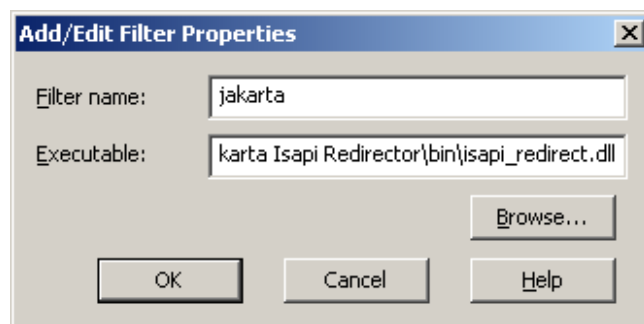 Add/Edit Filter Properties
Filter name: jakarta
Executable: karta Isapi Redirector\bin\isapi_redirect.dll
Browse...
OK Cancel Help